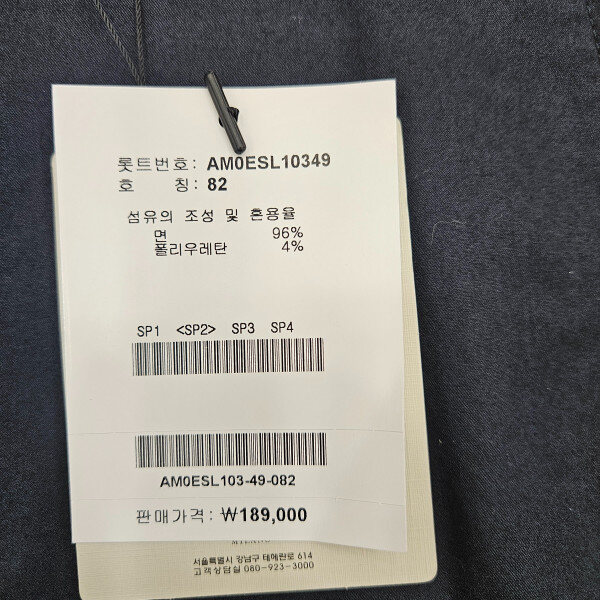 롯트번호: AM0ESL10349
호 칭: 82
섬유의 조성 및 혼용율
면 96%
폴리우레탄 4%
SP1 <SP2> SP3 SP4
AM0ESL103-49-082
판매가격: ₩189,000
서울특별시 강남구 테헤란로 614
고객상담실 080-923-3000